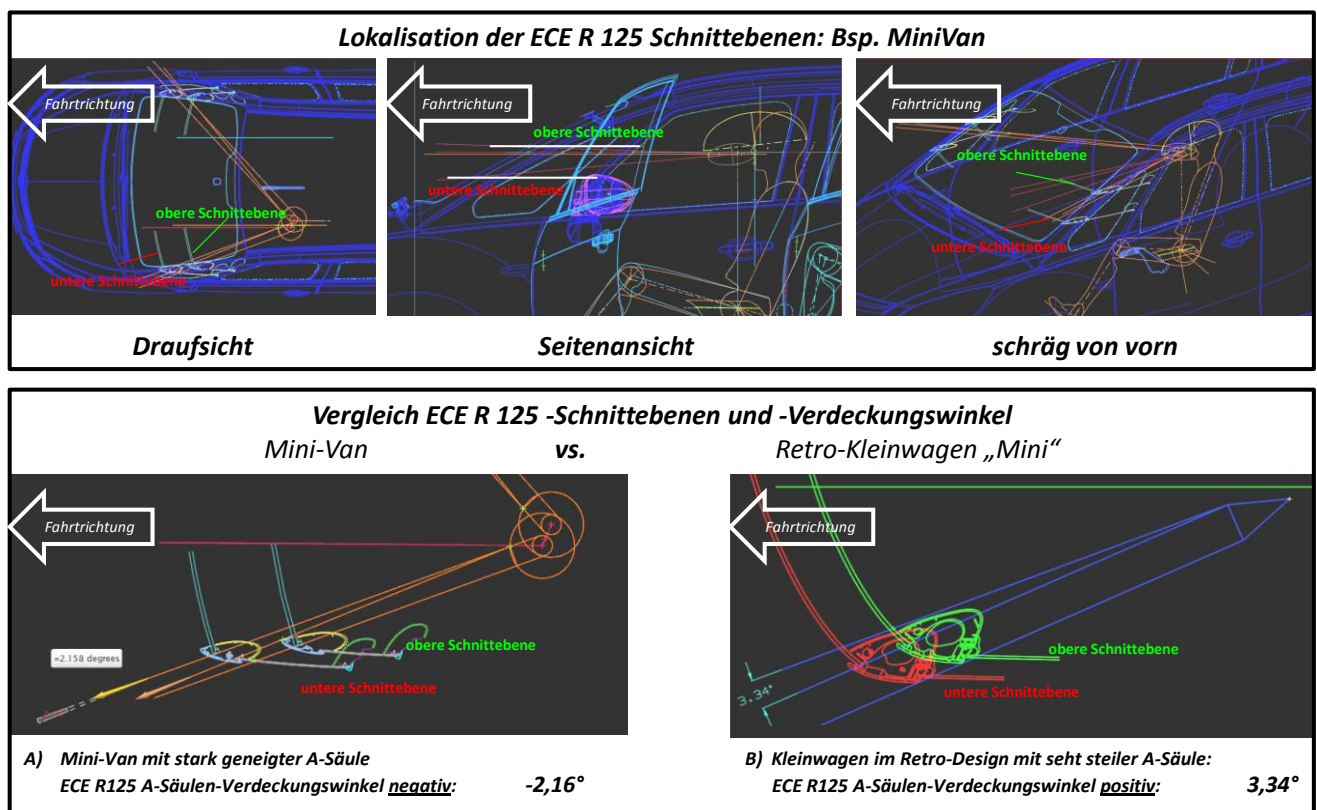 Lokalisation der ECE R 125 Schnittebenen: Bsp. MiniVan
Fahrtrichtung
obere Schnittebene
untere Schnittebene
Draufsicht
Fahrtrichtung
obere Schnittebene
untere Schnittebene
Seitenansicht
Fahrtrichtung
obere Schnittebene
untere Schnittebene
schräg von vorn
Vergleich ECE R 125 -Schnittebenen und -Verdeckungswinkel
Mini-Van vs. Retro-Kleinwagen „Mini“
Fahrtrichtung
obere Schnittebene
=2.158 degrees
untere Schnittebene
Fahrtrichtung
obere Schnittebene
untere Schnittebene
3.34°
A) Mini-Van mit stark geneigter A-Säule
ECE R125 A-Säulen-Verdeckungswinkel negativ: -2,16°
B) Kleinwagen im Retro-Design mit seht steiler A-Säule:
ECE R125 A-Säulen-Verdeckungswinkel positiv: 3,34°